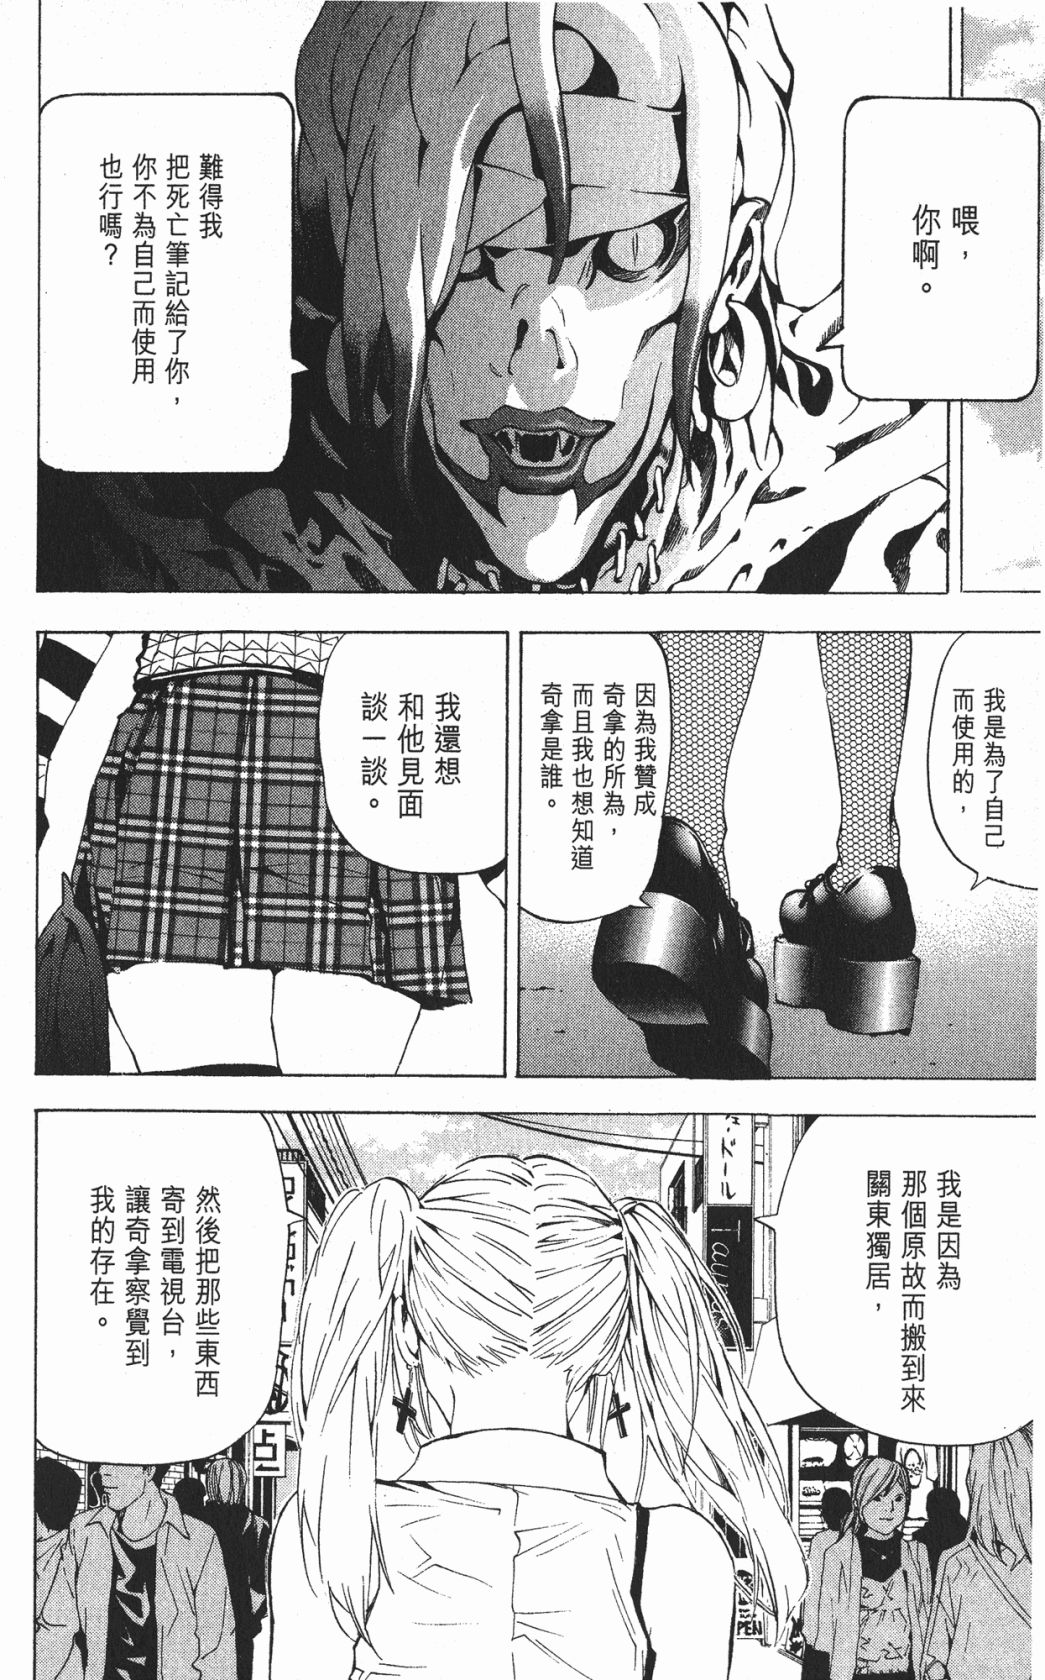 喂，
你啊。
難得我
把死亡筆記給了你，
你不為自己而使用
也行嗎？
我是為了自己
而使用的，
因為我贊成
奇拿的所為，
而且我也想知道
奇拿是誰。
我還想
和他見面
談一談。
我是因為
那個原故而搬到來
關東獨居，
然後把那些東西
寄到電視台，
讓奇拿察覺到
我的存在。
ドール
占
PEN